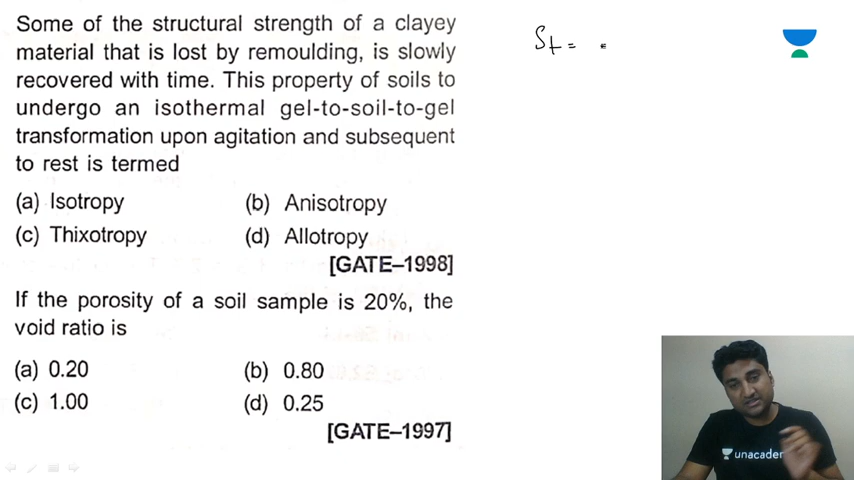 Some of the structural strength of a clayey
material that is lost by remoulding, is slowly
recovered with time. This property of soils to
undergo an isothermal gel-to-soil-to-gel
transformation upon agitation and subsequent
to rest is termed
(a) Isotropy (b) Anisotropy
(c) Thixotropy (d) Allotropy
[GATE–1998]
If the porosity of a soil sample is 20%, the
void ratio is
(a) 0.20 (b) 0.80
(c) 1.00 (d) 0.25
[GATE–1997]
St =